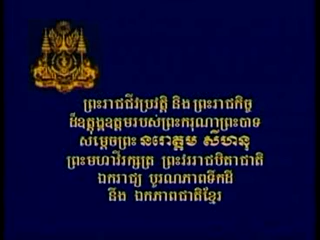 ព្រះរាជជីវប្រវត្តិ និង ព្រះរាជកិច្ច
ដ៏ឧត្តុង្គឧត្តមរបស់ព្រះករុណាព្រះបាទ
សម្តេចព្រះ នរោត្តម សីហនុ
ព្រះមហាវីរក្សត្រ ព្រះវររាជបិតាជាតិ
ឯករាជ្យ បូរណភាពទឹកដី
និង ឯកភាពជាតិខ្មែរ